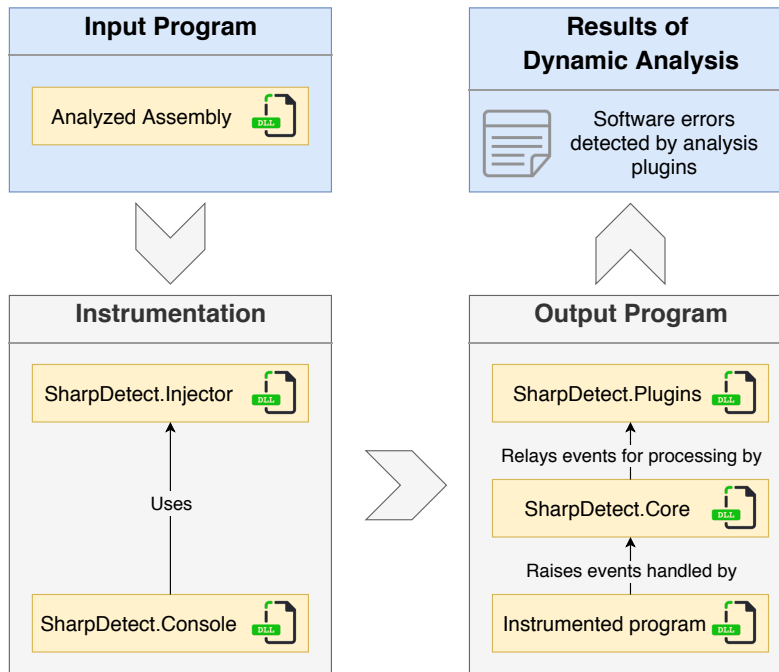 Input Program
Analyzed Assembly
DLL
Results of
Dynamic Analysis
Software errors
detected by analysis
plugins
Instrumentation
SharpDetect.Injector
DLL
Uses
SharpDetect.Console
DLL
Output Program
SharpDetect.Plugins
DLL
Relays events for processing by
SharpDetect.Core
DLL
Raises events handled by
Instrumented program
DLL